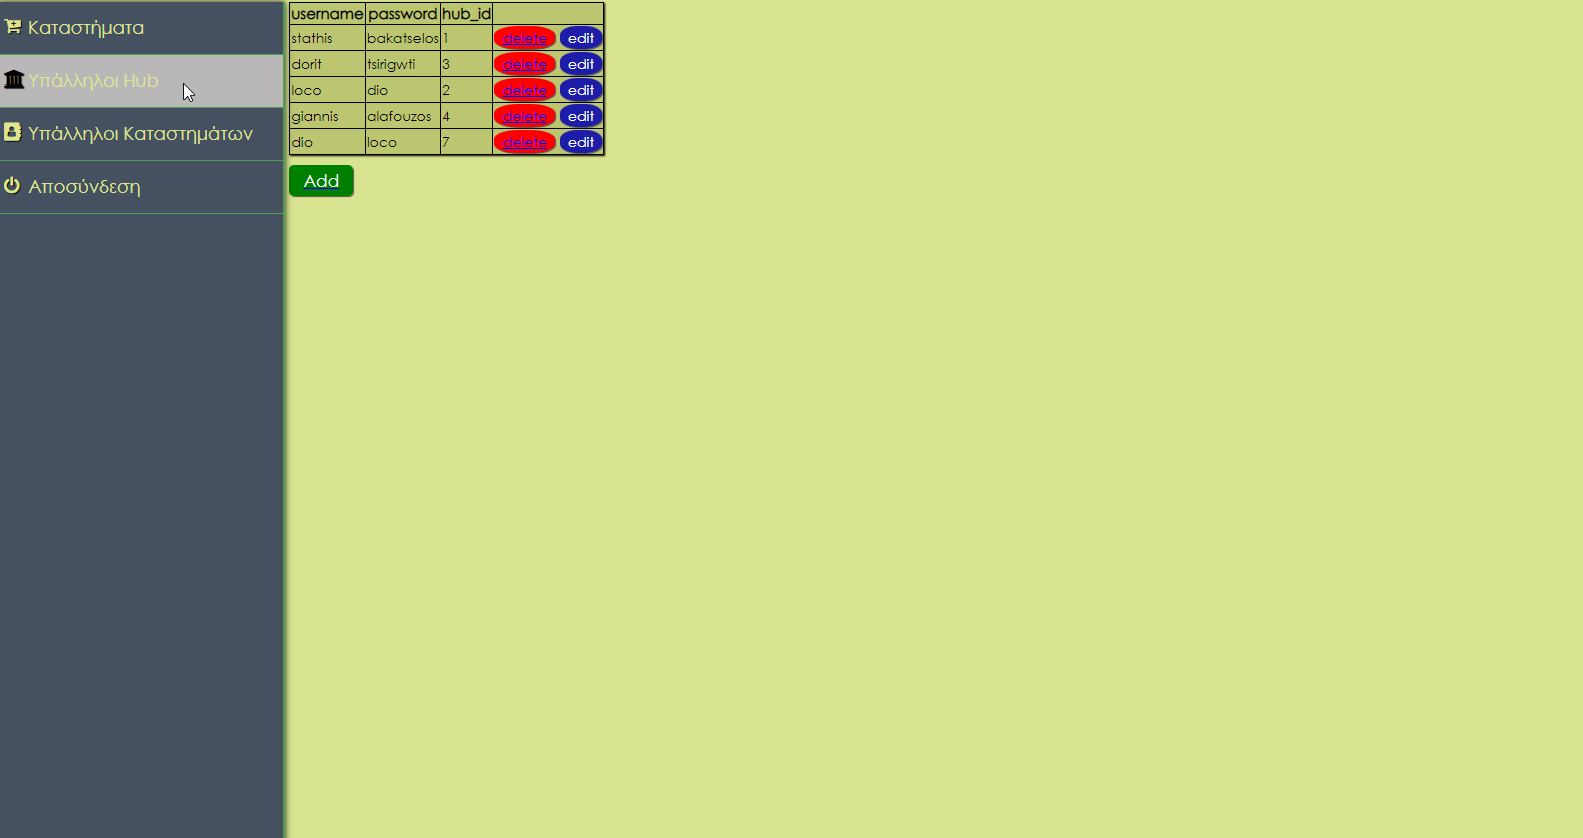 Καταστήματα
Υπάλληλοι Hub
Υπάλληλοι Καταστημάτων
Αποσύνδεση
username password hub_id
stathis bakatselos 1 delete edit
dorit tsirigwti 3 delete edit
loco dio 2 delete edit
giannis alafouzos 4 delete edit
dio loco 7 delete edit
Add